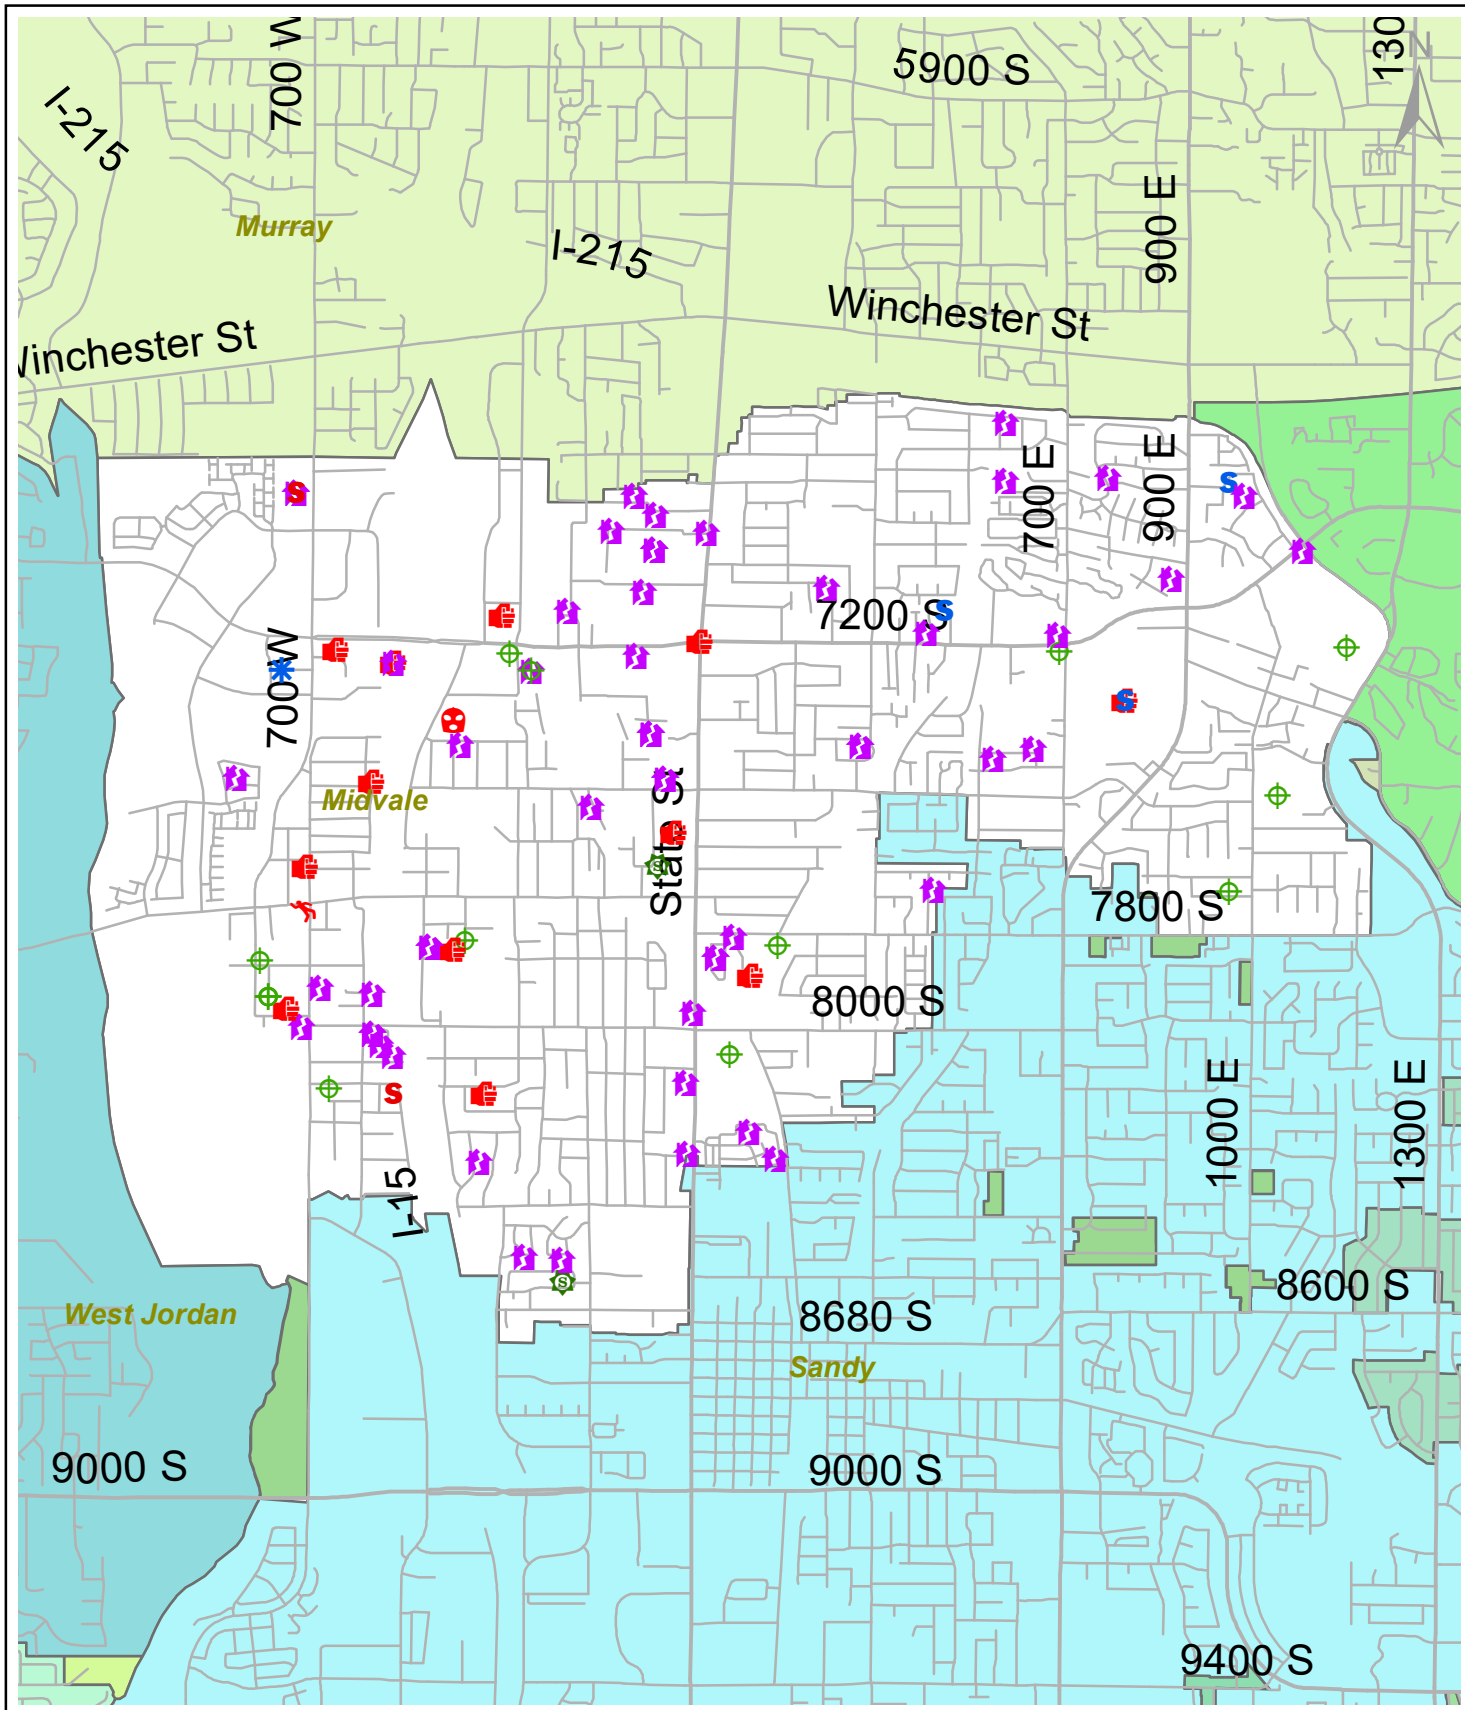 700 W
5900 S
130
N
I-215
Murray
I-215
900 E
Winchester St
Winchester St
700 E
900 E
S
S
7200 S
S
700 W
S
Midvale
State St
S
7800 S
8000 S
S
1000 E
1300 E
I-15
S
8600 S
West Jordan
8680 S
Sandy
9000 S
9000 S
9400 S